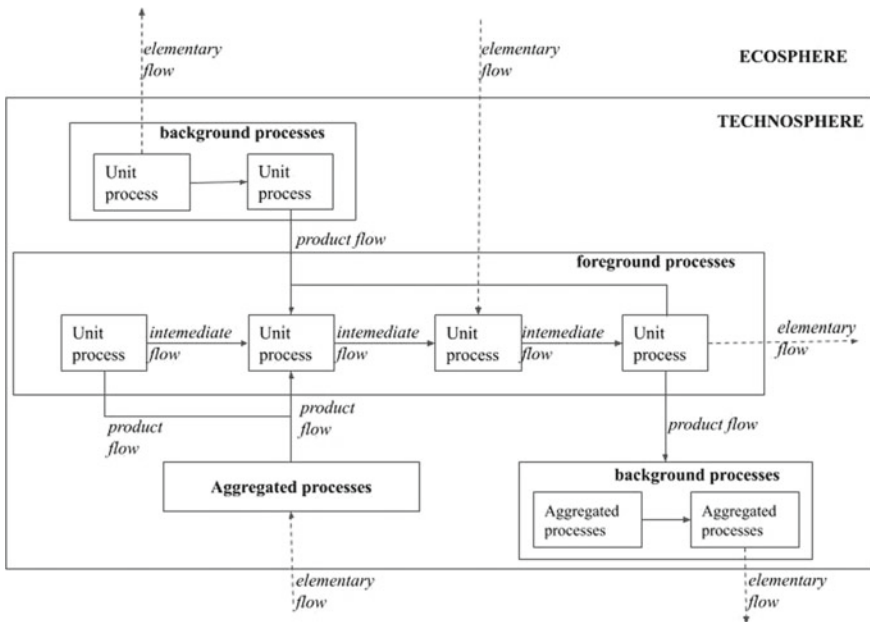 elementary
flow
elementary
flow
ECOSPHERE
TECHNOSPHERE
background processes
Unit
process
Unit
process
product flow
foreground processes
Unit
process
intemediate
flow
Unit
process
intemediate
flow
Unit
process
intemediate
flow
Unit
process
elementary
flow
product
flow
product
flow
product flow
Aggregated processes
background processes
Aggregated
processes
Aggregated
processes
elementary
flow
elementary
flow